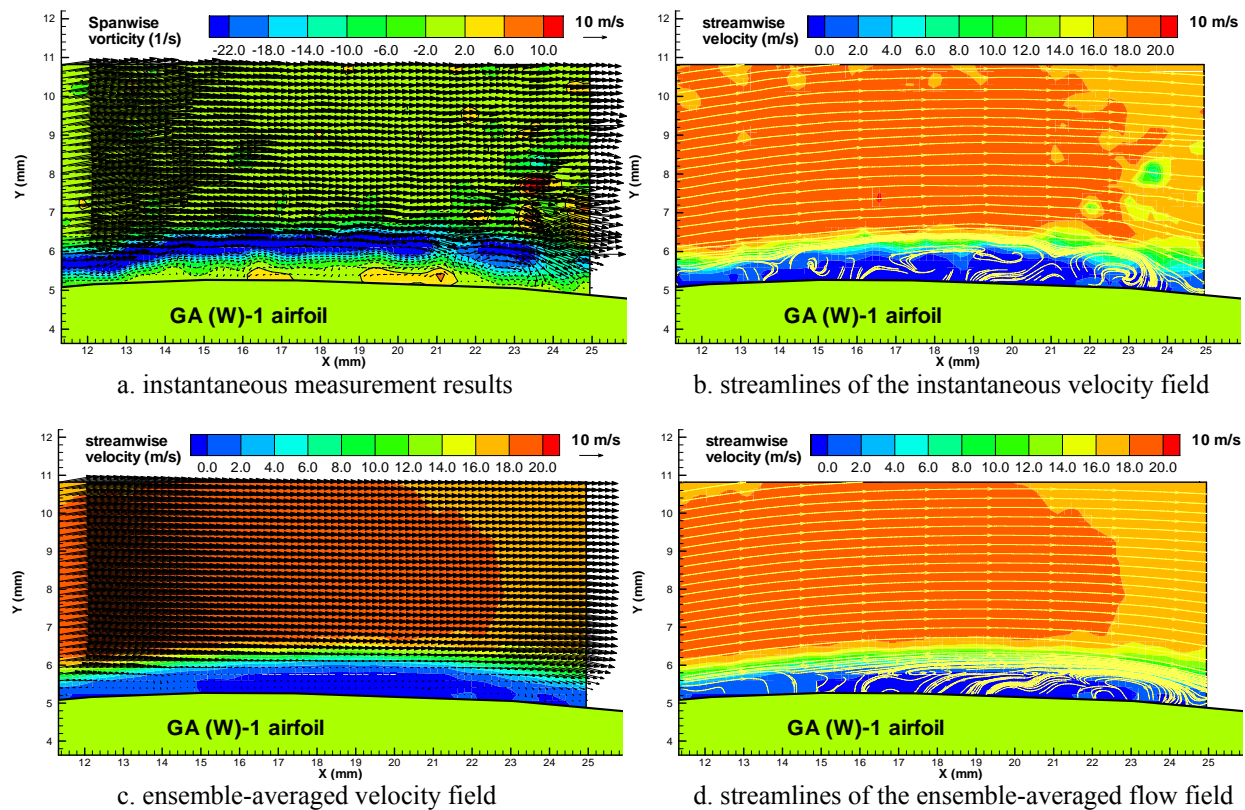 Spanwise vorticity (1/s)
-22.0 -18.0 -14.0 -10.0 -6.0 -2.0 2.0 6.0 10.0
10 m/s
Y (mm)
12
11
10
9
8
7
6
5
4
GA (W)-1 airfoil
12 13 14 15 16 17 18 19 20 21 22 23 24 25
X (mm)
a. instantaneous measurement results
streamwise velocity (m/s)
0.0 2.0 4.0 6.0 8.0 10.0 12.0 14.0 16.0 18.0 20.0
10 m/s
Y (mm)
12
11
10
9
8
7
6
5
4
GA (W)-1 airfoil
12 13 14 15 16 17 18 19 20 21 22 23 24 25
X (mm)
b. streamlines of the instantaneous velocity field
streamwise velocity (m/s)
0.0 2.0 4.0 6.0 8.0 10.0 12.0 14.0 16.0 18.0 20.0
10 m/s
Y (mm)
12
11
10
9
8
7
6
5
4
GA (W)-1 airfoil
12 13 14 15 16 17 18 19 20 21 22 23 24 25
X (mm)
c. ensemble-averaged velocity field
streamwise velocity (m/s)
0.0 2.0 4.0 6.0 8.0 10.0 12.0 14.0 16.0 18.0 20.0
10 m/s
Y (mm)
12
11
10
9
8
7
6
5
4
GA (W)-1 airfoil
12 13 14 15 16 17 18 19 20 21 22 23 24 25
X (mm)
d. streamlines of the ensemble-averaged flow field